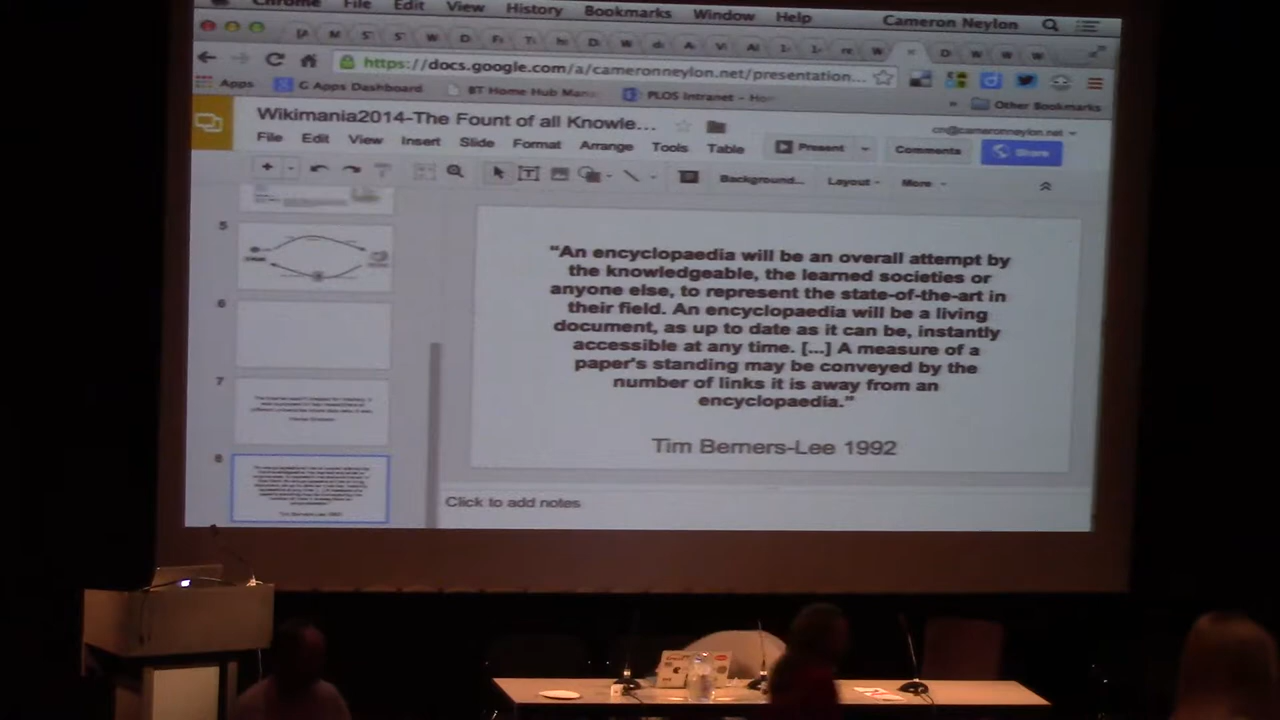 Chrome File Edit View History Bookmarks Window Help Cameron Neylon
https://docs.google.com/a/cameronneylon.net/presentation...
Apps G Apps Dashboard BT Home Hub Man PLOS Intranet - Ho
» Other Bookmarks
Wikimania2014-The Fount of all Knowle...
cn@cameronneylon.net
File Edit View Insert Slide Format Arrange Tools Table Present Comments Share
Background... Layout More
5
6
7
8
“An encyclopaedia will be an overall attempt by
the knowledgeable, the learned societies or
anyone else, to represent the state-of-the-art in
their field. An encyclopaedia will be a living
document, as up to date as it can be, instantly
accessible at any time. [...] A measure of a
paper's standing may be conveyed by the
number of links it is away from an
encyclopaedia.”
Tim Berners-Lee 1992
Click to add notes